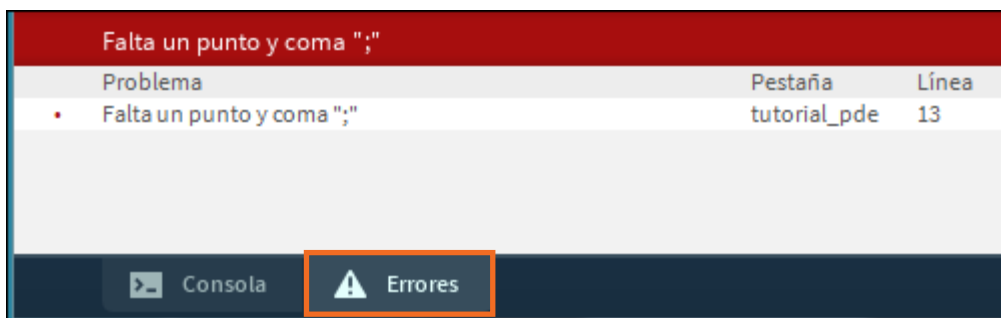 Falta un punto y coma ";"
Problema Pestaña Línea
Falta un punto y coma ";" tutorial_pde 13
Consola Errores